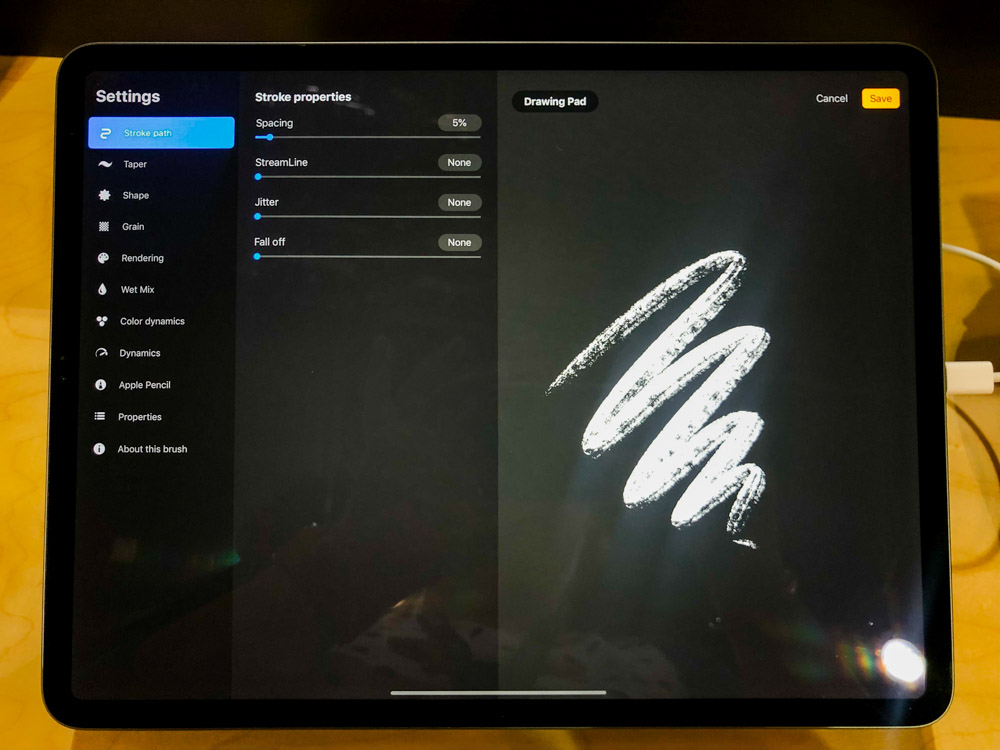 Settings
Stroke path
Taper
Shape
Grain
Rendering
Wet Mix
Color dynamics
Dynamics
Apple Pencil
Properties
About this brush
Stroke properties
Spacing 5%
StreamLine None
Jitter None
Fall off None
Drawing Pad
Cancel Save